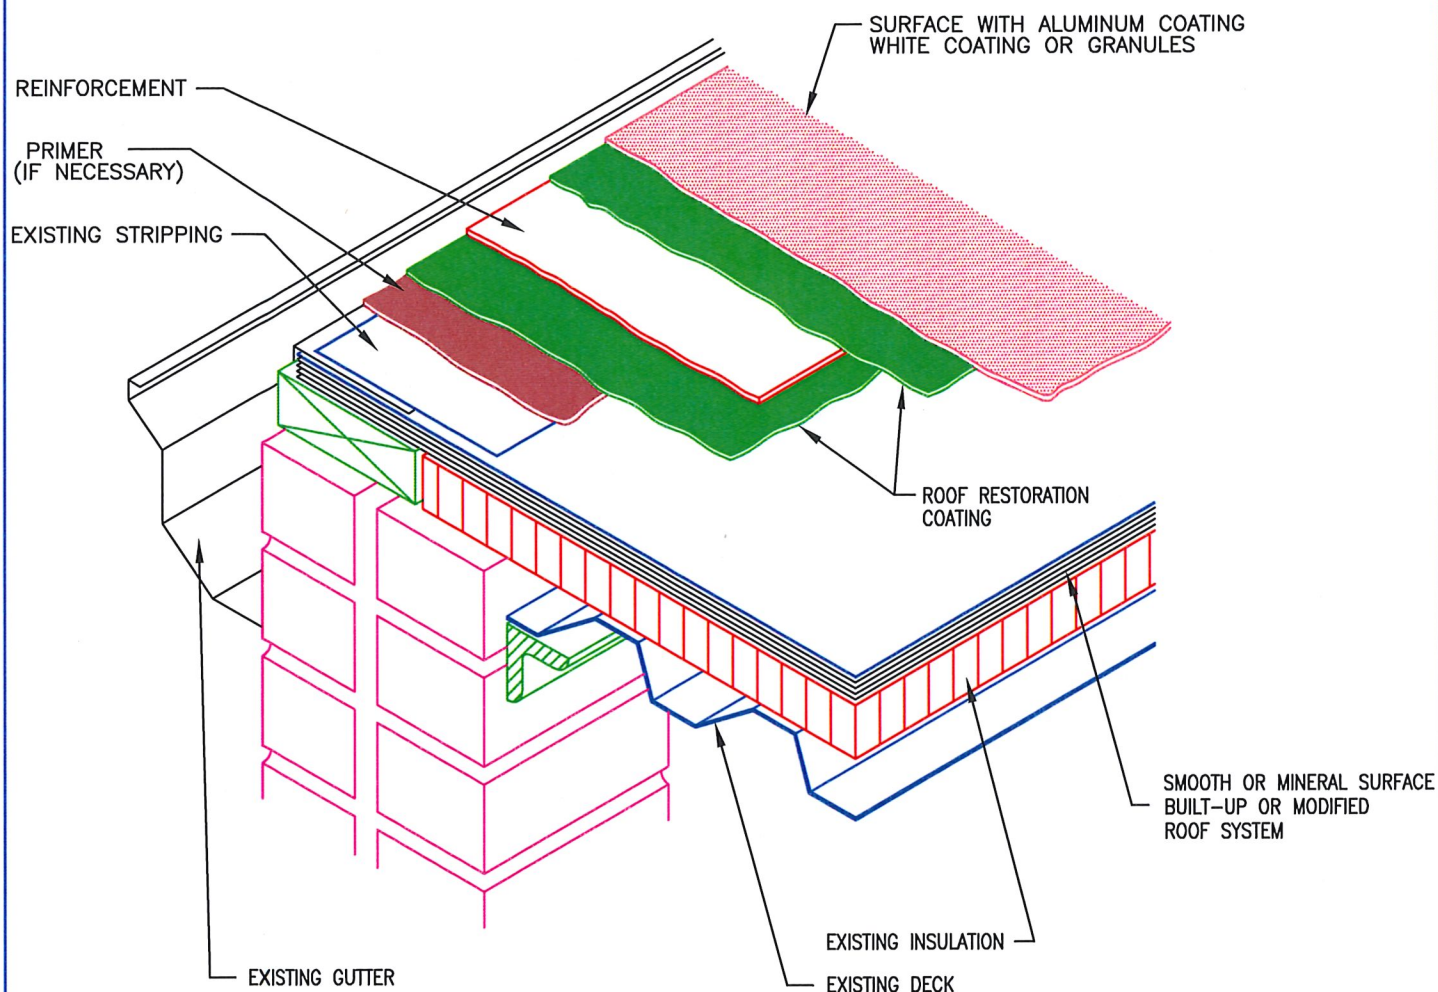 SURFACE WITH ALUMINUM COATING
WHITE COATING OR GRANULES
REINFORCEMENT
PRIMER
(IF NECESSARY)
EXISTING STRIPPING
ROOF RESTORATION
COATING
SMOOTH OR MINERAL SURFACE
BUILT-UP OR MODIFIED
ROOF SYSTEM
EXISTING INSULATION
EXISTING GUTTER
EXISTING DECK